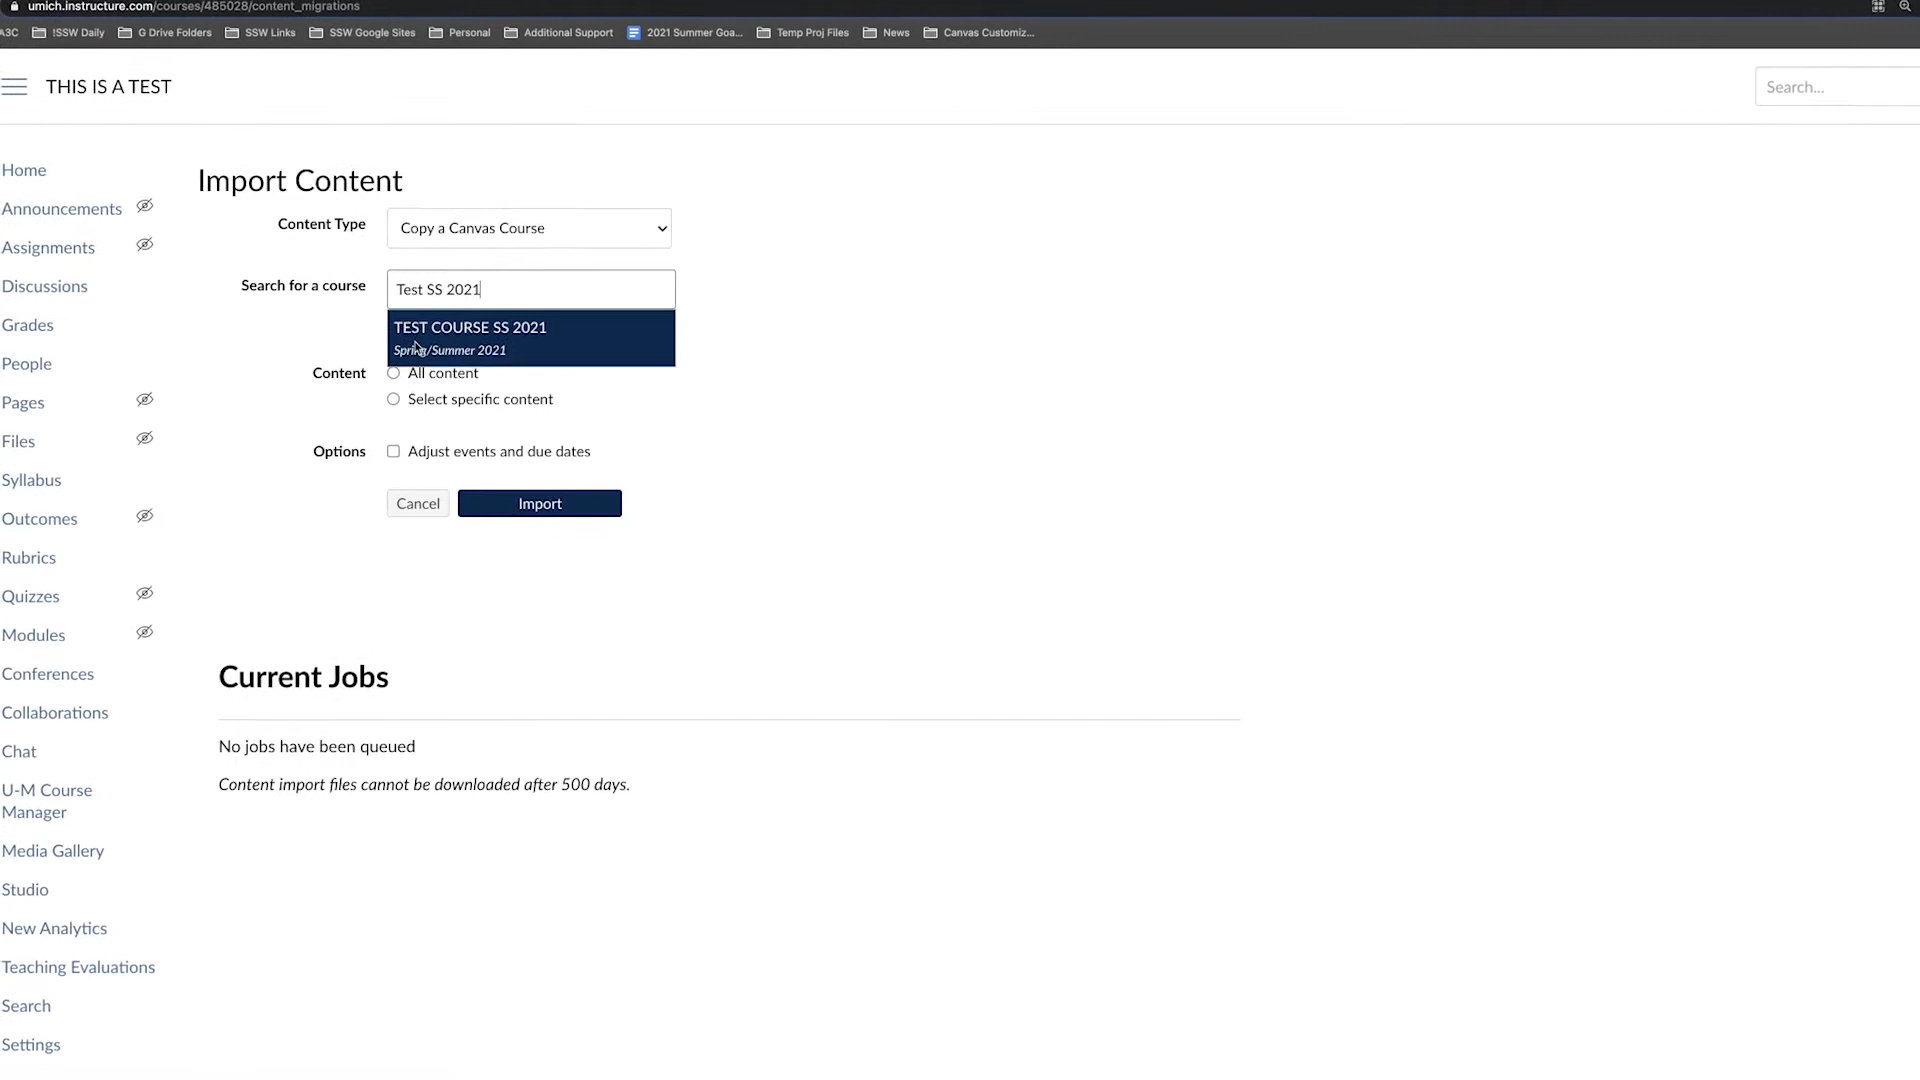 umich.instructure.com/courses/485028/content_migrations
A3C !SSW Daily G Drive Folders SSW Links SSW Google Sites Personal Additional Support 2021 Summer Goa... Temp Proj Files News Canvas Customiz...
THIS IS A TEST
Search...
Home
Announcements
Assignments
Discussions
Grades
People
Pages
Files
Syllabus
Outcomes
Rubrics
Quizzes
Modules
Conferences
Collaborations
Chat
U-M Course
Manager
Media Gallery
Studio
New Analytics
Teaching Evaluations
Search
Settings
Import Content
Content Type Copy a Canvas Course
Search for a course Test SS 2021
TEST COURSE SS 2021
Spring/Summer 2021
Content All content
Select specific content
Options Adjust events and due dates
Cancel Import
Current Jobs
No jobs have been queued
Content import files cannot be downloaded after 500 days.